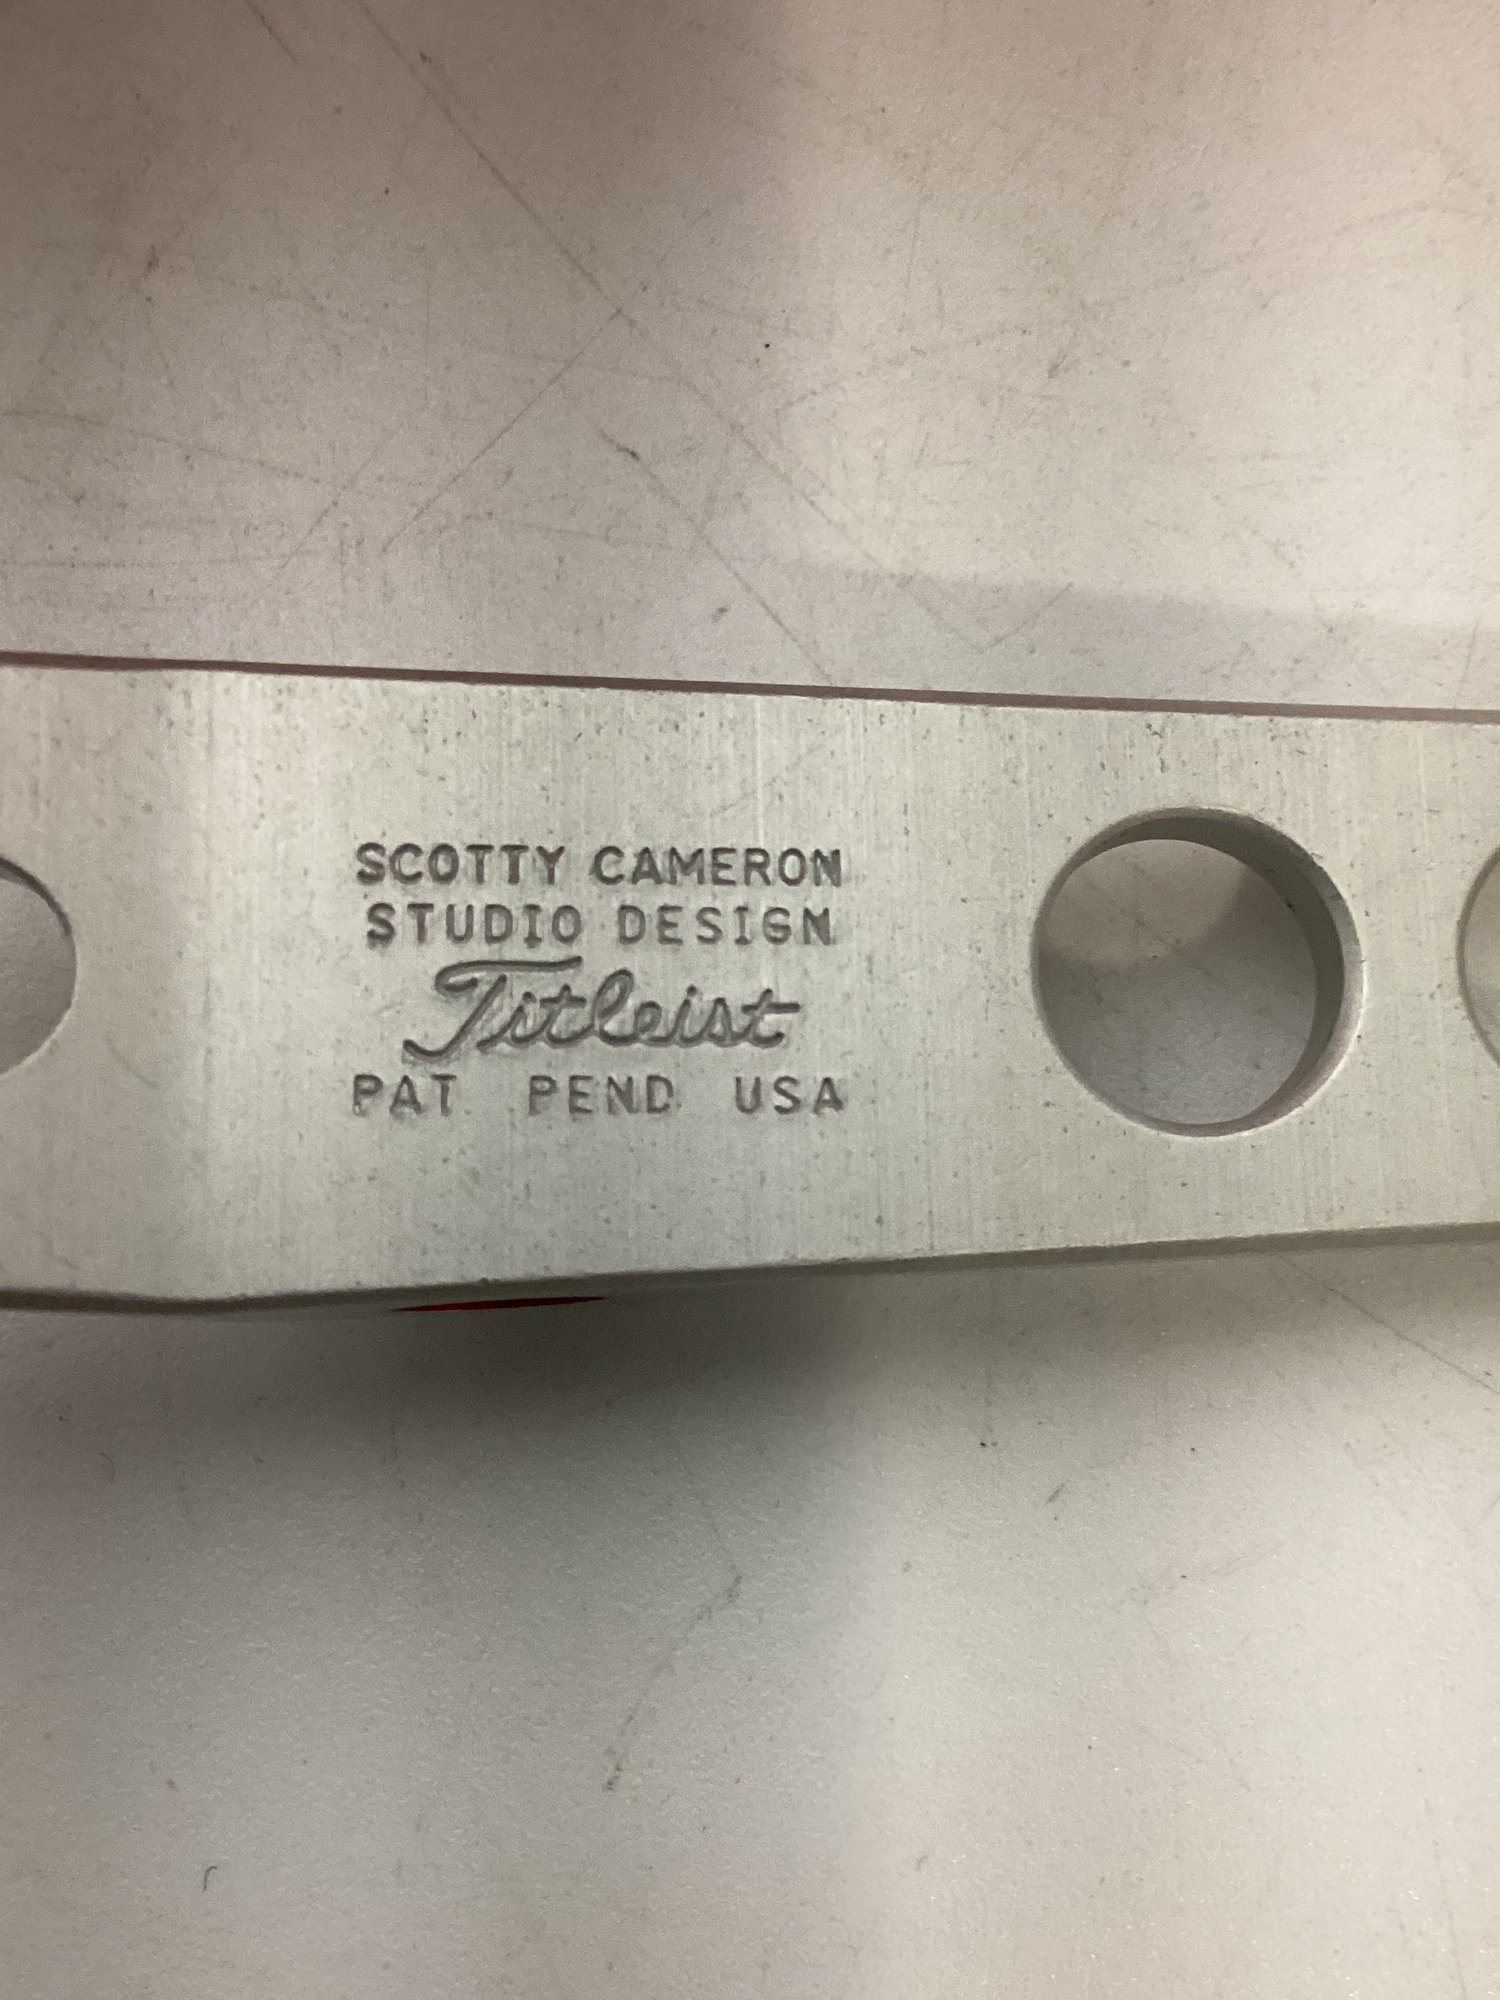 SCOTTY CAMERON
STUDIO DESIGN
Titleist
PAT. PEND. USA